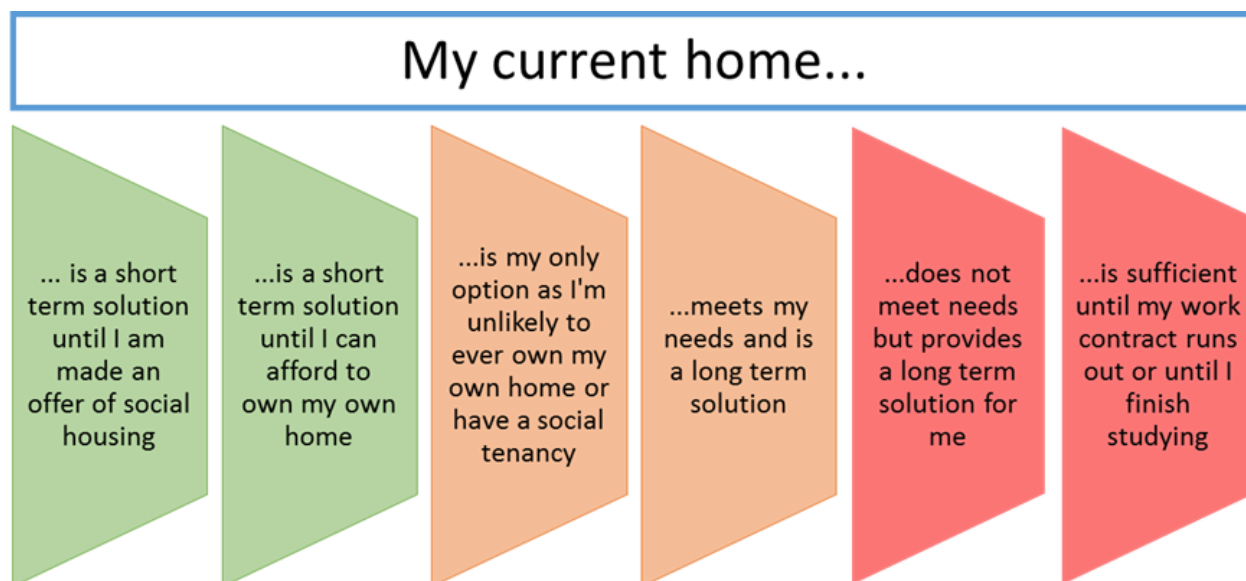 My current home...
... is a short
term solution
until I am
made an
offer of social
housing
...is a short
term solution
until I can
afford to
own my own
home
...is my only
option as I'm
unlikely to
ever own my
own home or
have a social
tenancy
...meets my
needs and is
a long term
solution
...does not
meet needs
but provides
a long term
solution for
me
...is sufficient
until my work
contract runs
out or until I
finish
studying